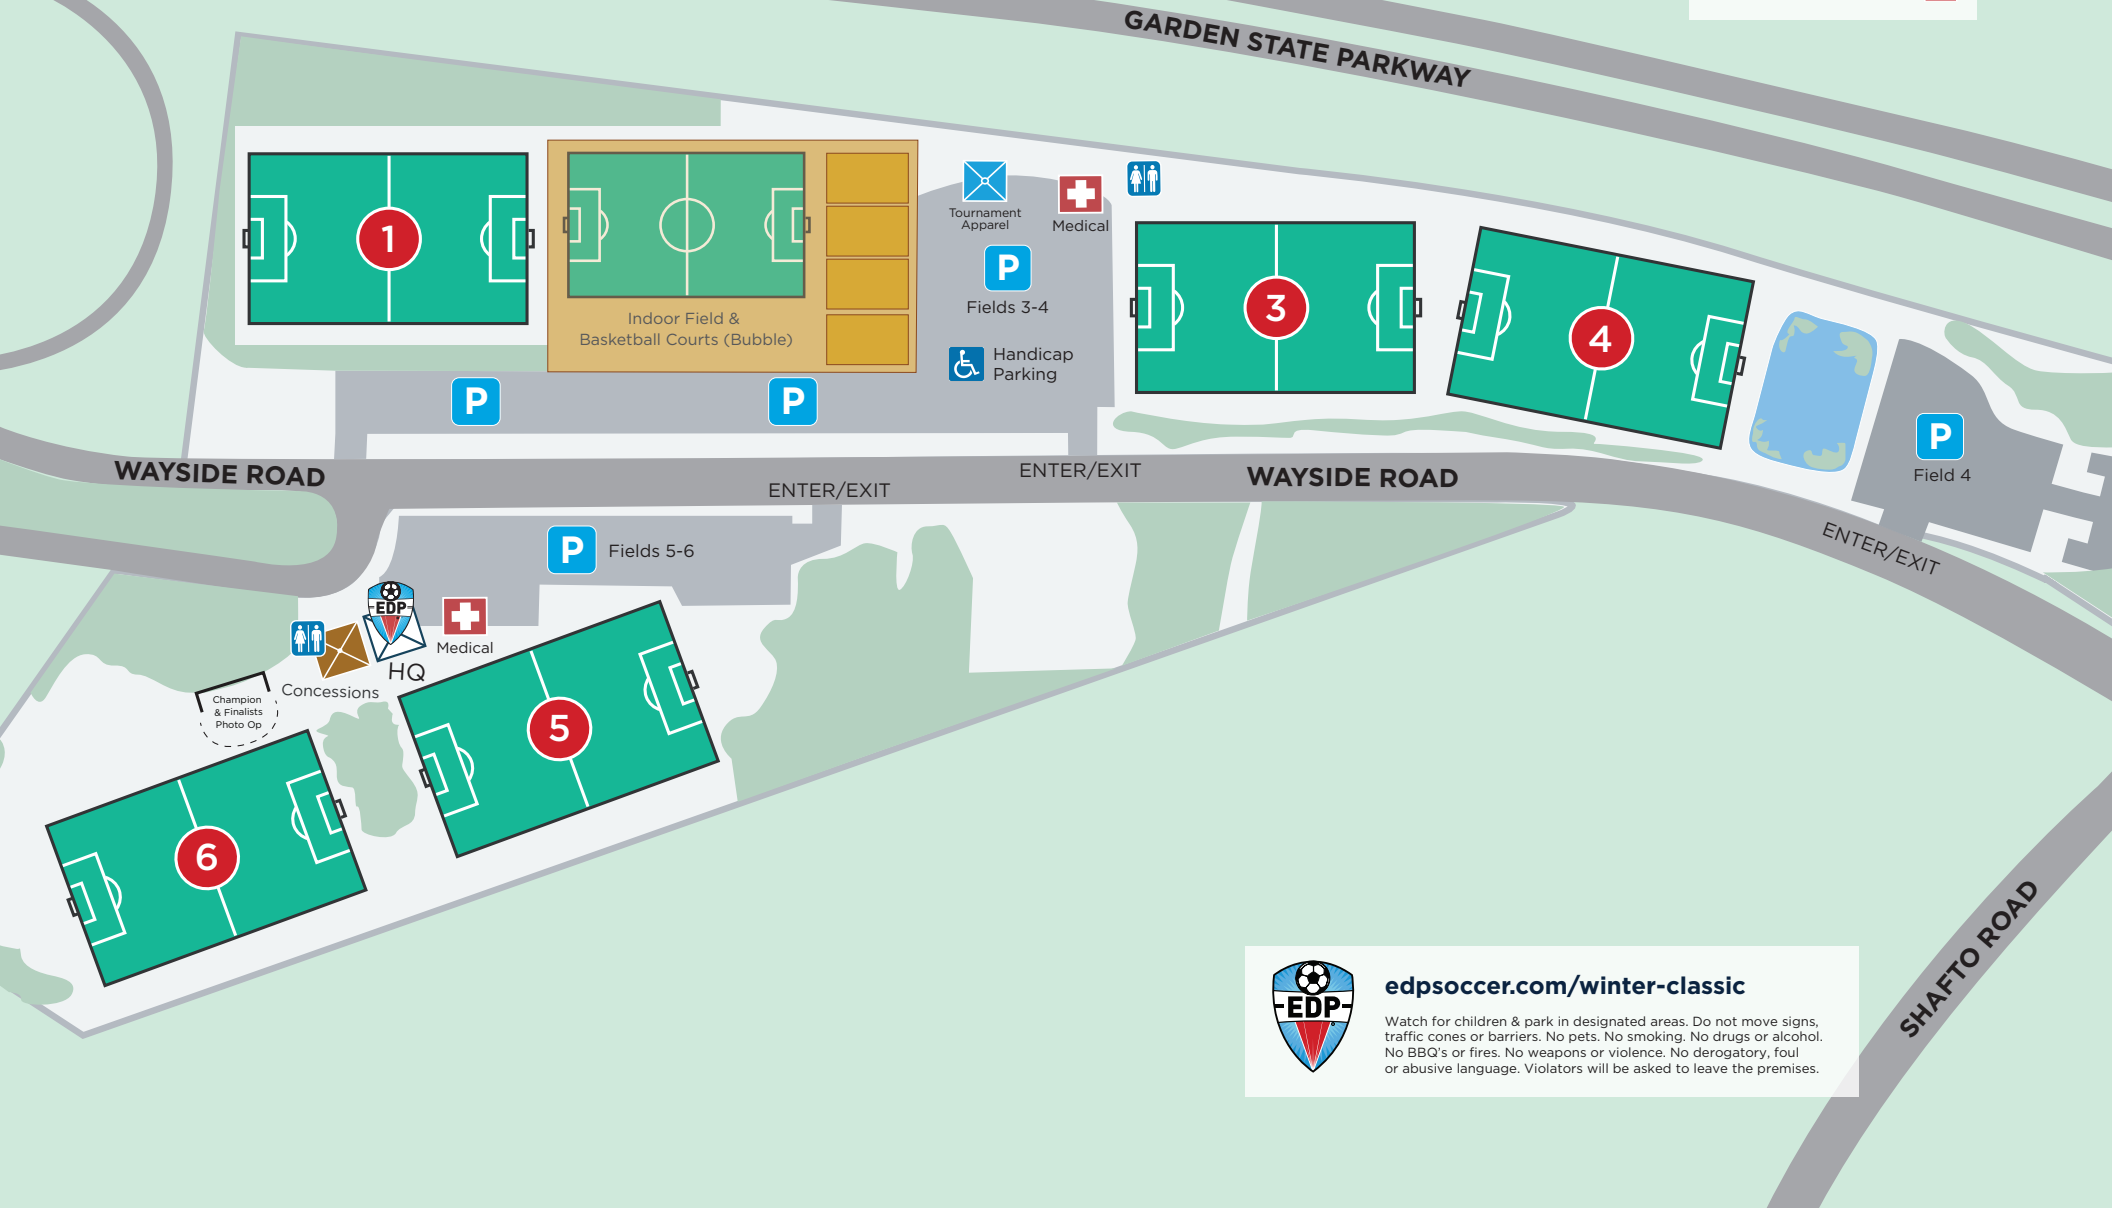 GARDEN STATE PARKWAY
1
Indoor Field &
Basketball Courts (Bubble)
Tournament
Apparel
Medical
P
Fields 3-4
Handicap
Parking
3
4
P
P
P
Field 4
WAYSIDE ROAD
ENTER/EXIT
ENTER/EXIT
WAYSIDE ROAD
ENTER/EXIT
P
Fields 5-6
EDP
HQ
Medical
Concessions
Champion
& Finalists
Photo Op
5
6
SHAFTO ROAD
EDP
edpsoccer.com/winter-classic
Watch for children & park in designated areas. Do not move signs,
traffic cones or barriers. No pets. No smoking. No drugs or alcohol.
No BBQ's or fires. No weapons or violence. No derogatory, foul
or abusive language. Violators will be asked to leave the premises.